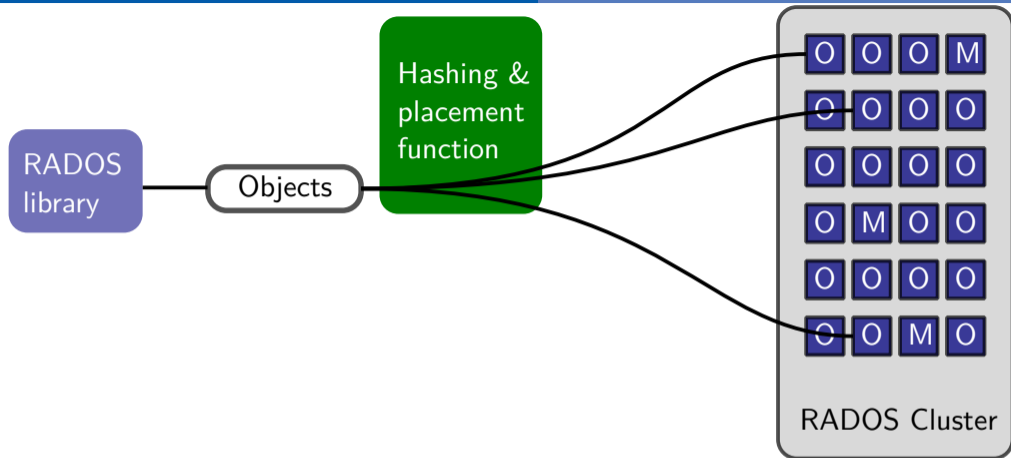 RADOS
library
Objects
Hashing &
placement
function
O O O M
O O O O
O O O O
O M O O
O O O O
O O M O
RADOS Cluster